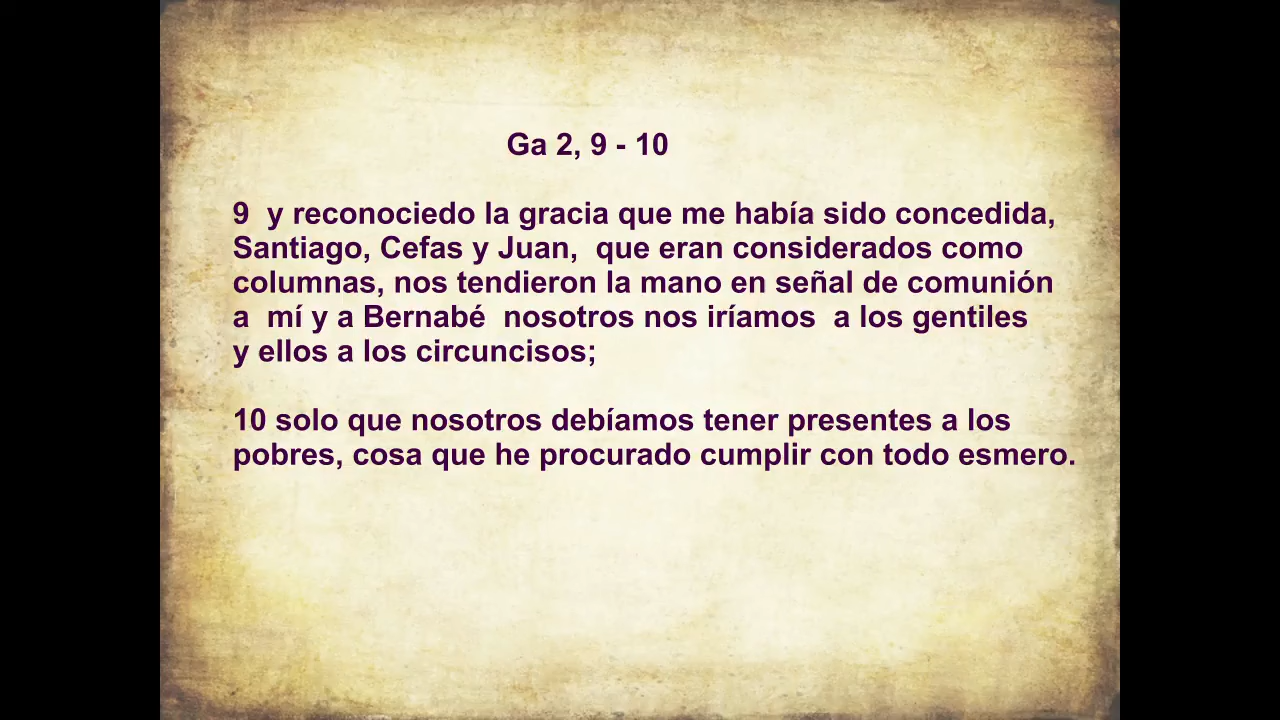 Ga 2, 9 - 10
9  y reconociedo la gracia que me había sido concedida,
Santiago, Cefas y Juan,  que eran considerados como
columnas, nos tendieron la mano en señal de comunión
a  mí y a Bernabé  nosotros nos iríamos  a los gentiles
y ellos a los circuncisos;
10 solo que nosotros debíamos tener presentes a los
pobres, cosa que he procurado cumplir con todo esmero.